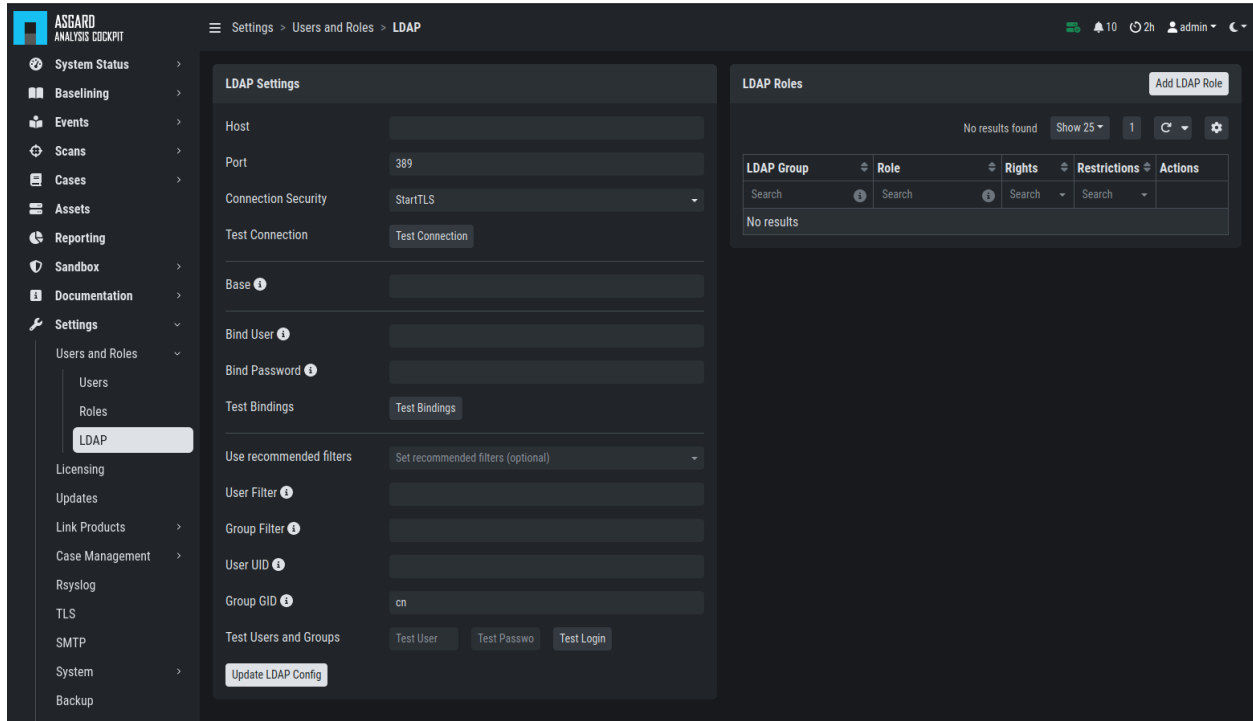 ASGARD
ANALYSIS COCKPIT
Settings > Users and Roles > LDAP
10 2h admin
System Status
Baselining
Events
Scans
Cases
Assets
Reporting
Sandbox
Documentation
Settings
Users and Roles
Users
Roles
LDAP
Licensing
Updates
Link Products
Case Management
Rsyslog
TLS
SMTP
System
Backup
LDAP Settings
Host
Port 389
Connection Security StartTLS
Test Connection Test Connection
Base
Bind User
Bind Password
Test Bindings Test Bindings
Use recommended filters Set recommended filters (optional)
User Filter
Group Filter
User UID
Group GID cn
Test Users and Groups Test User Test Passwo Test Login
Update LDAP Config
LDAP Roles Add LDAP Role
No results found Show 25 1
LDAP Group Role Rights Restrictions Actions
Search Search Search Search
No results